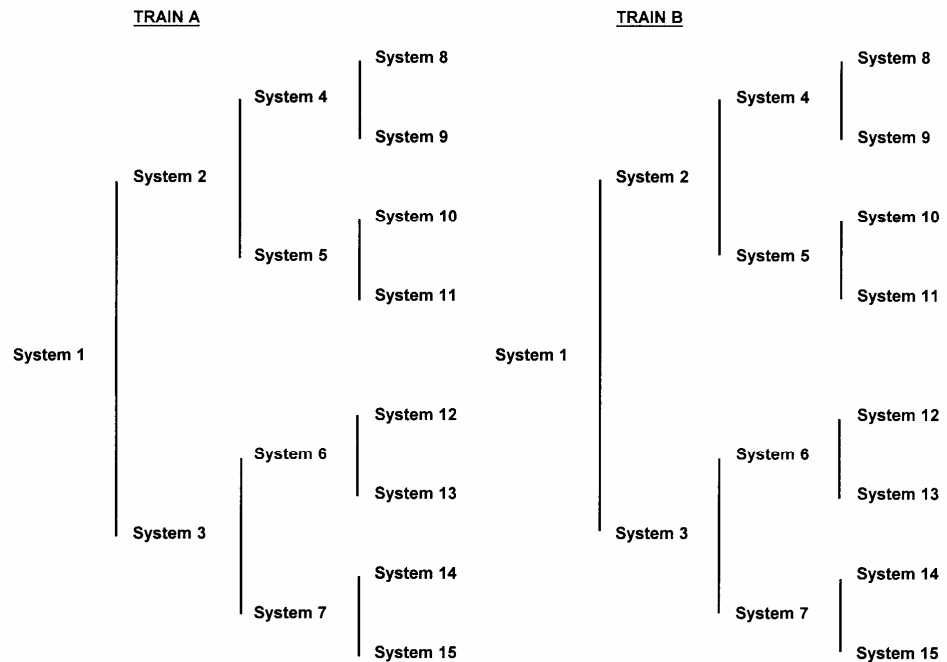 TRAIN A
TRAIN B
System 8
System 8
System 4
System 4
System 9
System 9
System 2
System 2
System 10
System 10
System 5
System 5
System 11
System 11
System 1
System 1
System 12
System 12
System 6
System 6
System 13
System 13
System 3
System 3
System 14
System 14
System 7
System 7
System 15
System 15